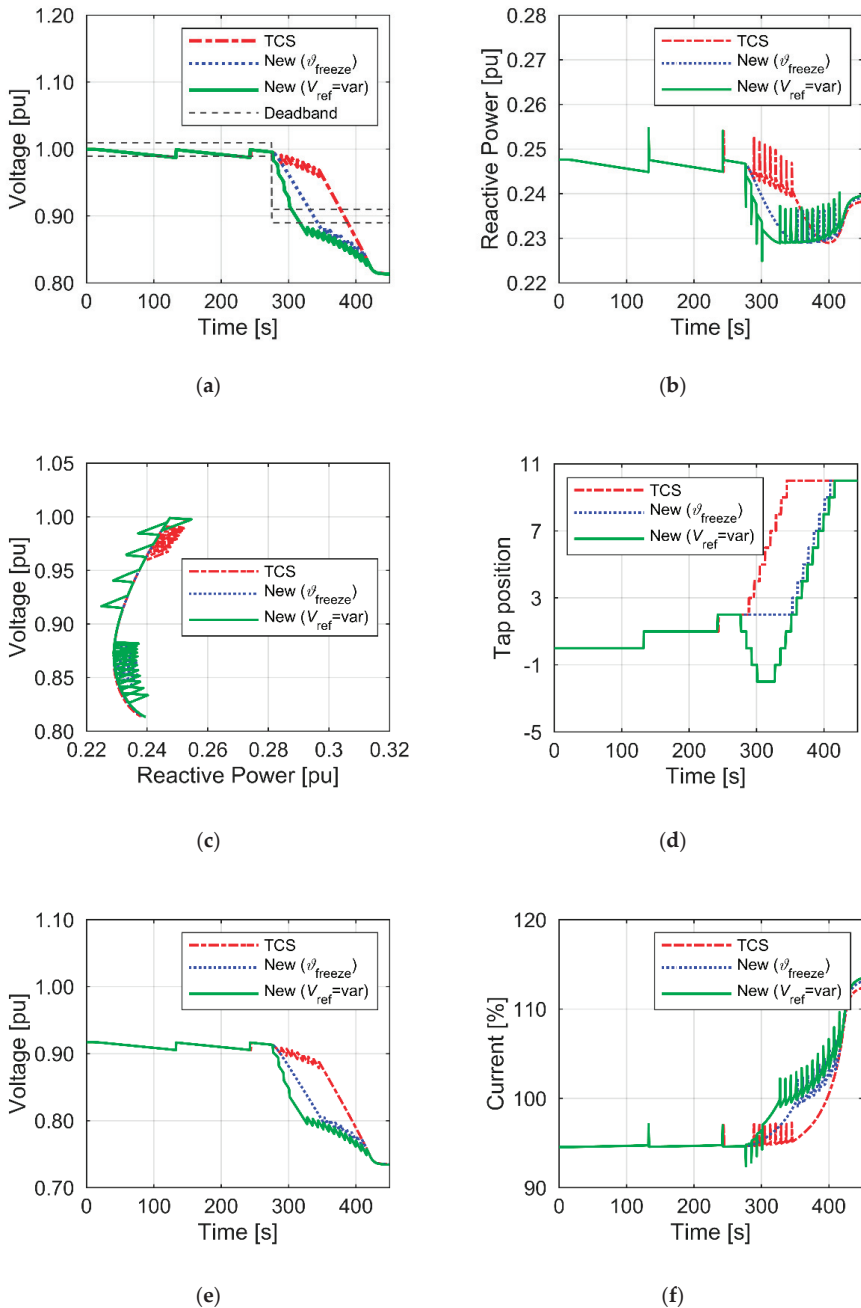 1.20
1.10
1.00
0.90
0.80
Voltage [pu]
0 100 200 300 400
Time [s]
TCS
New (ϑfreeze)
New (Vref=var)
Deadband
(a)
0.28
0.27
0.26
0.25
0.24
0.23
0.22
Reactive Power [pu]
0 100 200 300 400
Time [s]
TCS
New (ϑfreeze)
New (Vref=var)
(b)
1.05
1.00
0.95
0.90
0.85
0.80
Voltage [pu]
0.22 0.24 0.26 0.28 0.3 0.32
Reactive Power [pu]
TCS
New (ϑfreeze)
New (Vref=var)
(c)
11
7
3
-1
-5
Tap position
0 100 200 300 400
Time [s]
TCS
New (ϑfreeze)
New (Vref=var)
(d)
1.10
1.00
0.90
0.80
0.70
Voltage [pu]
0 100 200 300 400
Time [s]
TCS
New (ϑfreeze)
New (Vref=var)
(e)
120
114
108
102
96
90
Current [%]
0 100 200 300 400
Time [s]
TCS
New (ϑfreeze)
New (Vref=var)
(f)